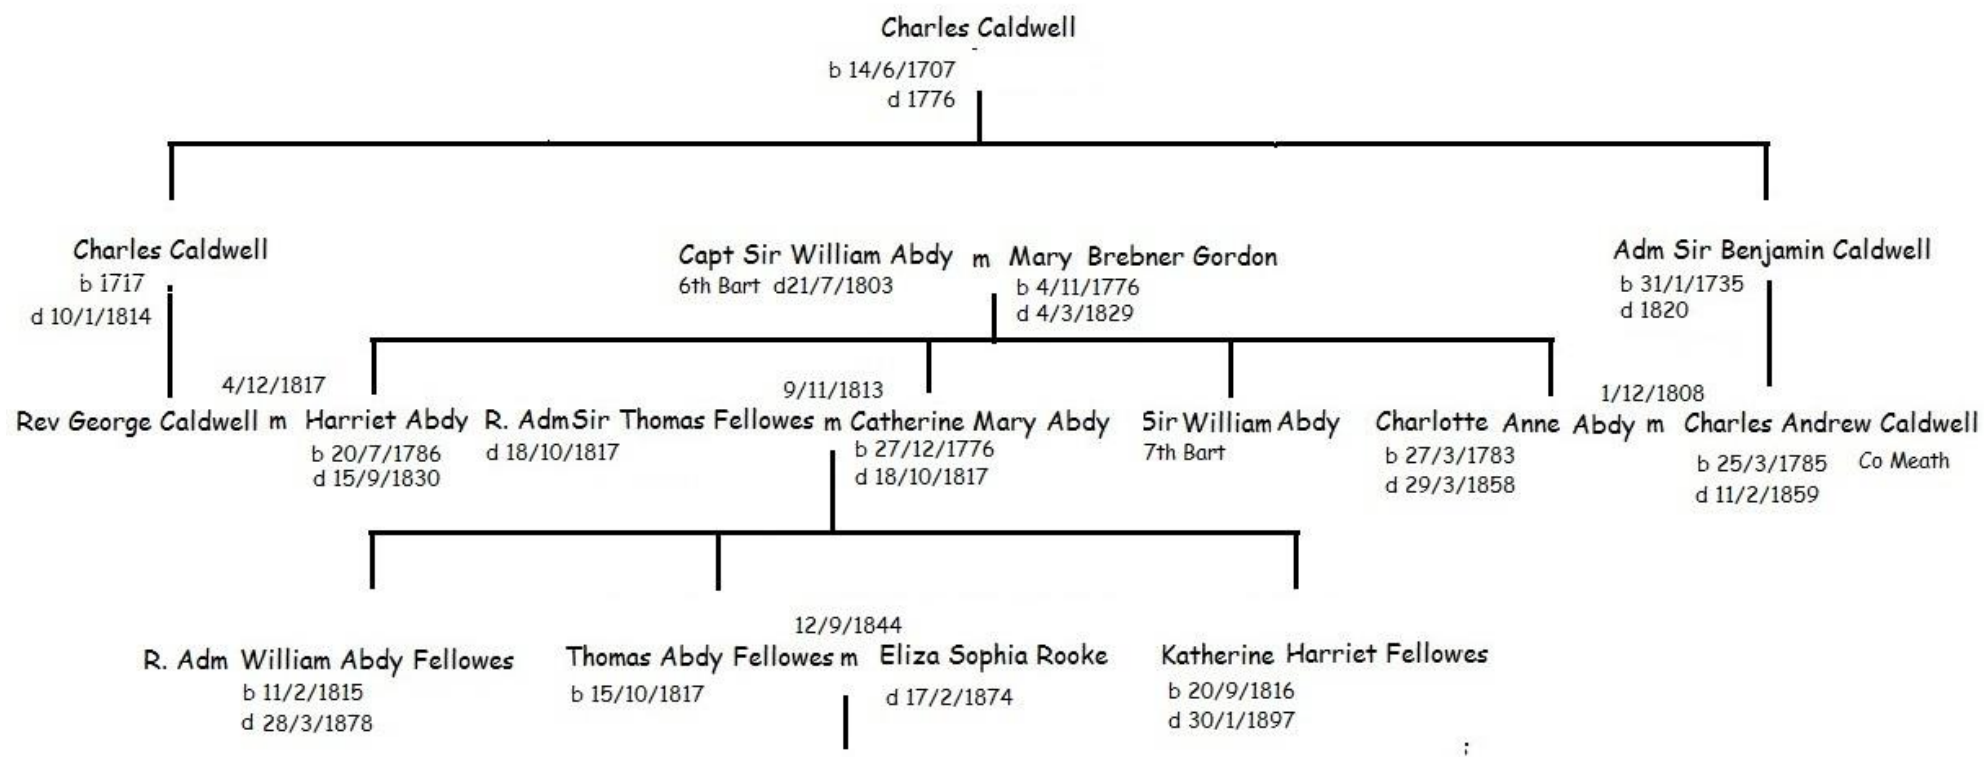 Charles Caldwell
b 14/6/1707
d 1776
Charles Caldwell
b 1717
d 10/1/1814
Capt Sir William Abdy m Mary Brebner Gordon
6th Bart d21/7/1803
b 4/11/1776
d 4/3/1829
Adm Sir Benjamin Caldwell
b 31/1/1735
d 1820
4/12/1817
9/11/1813
1/12/1808
Rev George Caldwell m Harriet Abdy
b 20/7/1786
d 15/9/1830
R. Adm Sir Thomas Fellowes m Catherine Mary Abdy
d 18/10/1817
b 27/12/1776
d 18/10/1817
Sir William Abdy
7th Bart
Charlotte Anne Abdy m Charles Andrew Caldwell
b 27/3/1783
d 29/3/1858
b 25/3/1785 Co Meath
d 11/2/1859
12/9/1844
R. Adm William Abdy Fellowes
b 11/2/1815
d 28/3/1878
Thomas Abdy Fellowes m Eliza Sophia Rooke
b 15/10/1817
d 17/2/1874
Katherine Harriet Fellowes
b 20/9/1816
d 30/1/1897